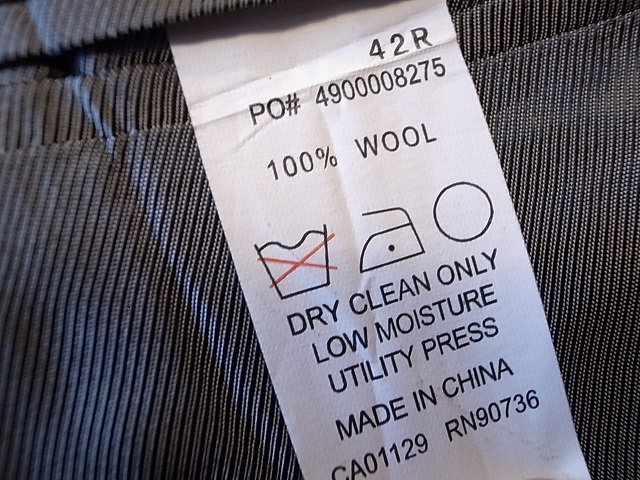 42R
PO# 4900008275
100% WOOL
DRY CLEAN ONLY
LOW MOISTURE
UTILITY PRESS
MADE IN CHINA
CA01129 RN90736